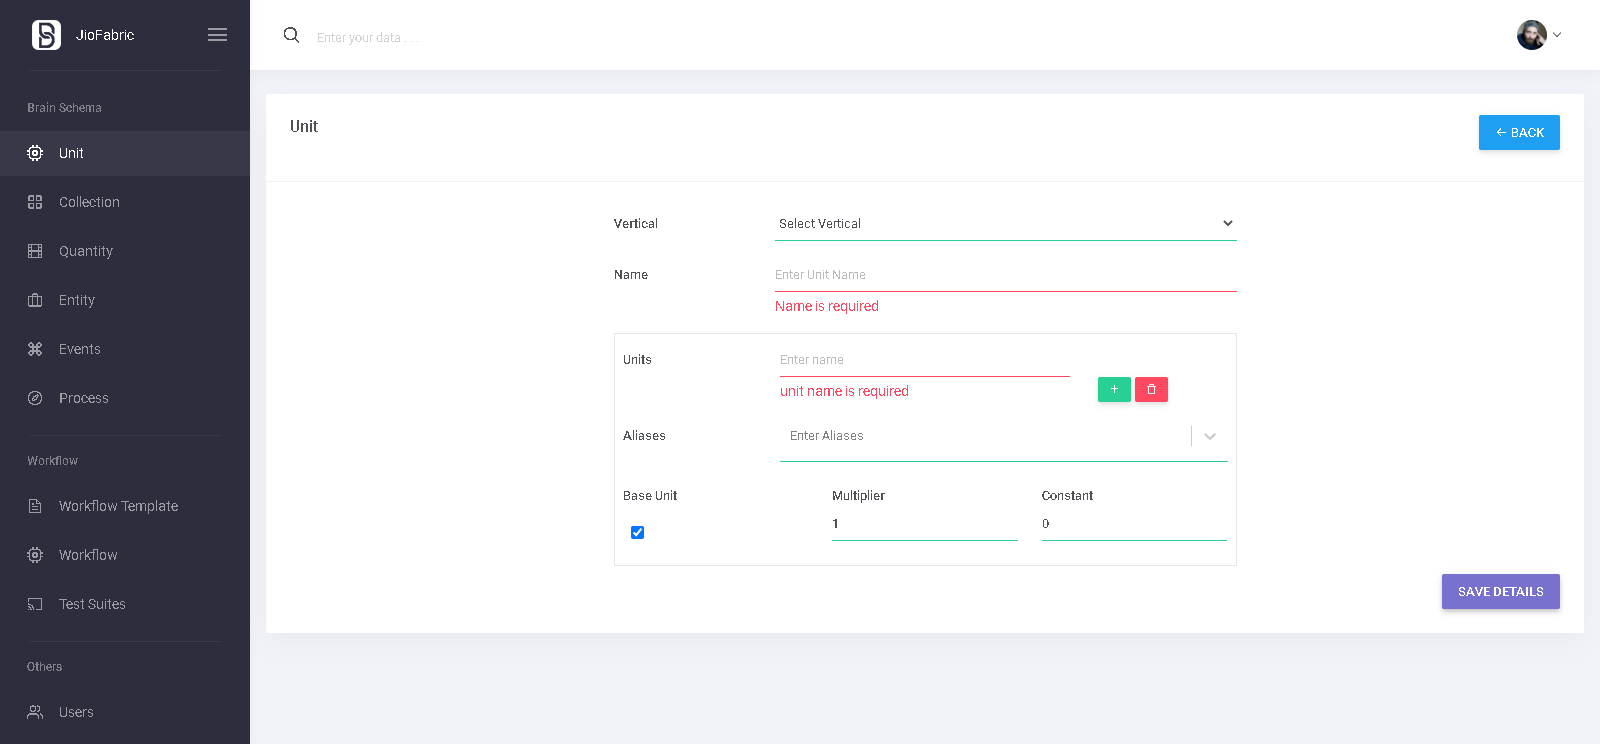 JioFabric
Enter your data . . .
Brain Schema
Unit
Collection
Quantity
Entity
Events
Process
Workflow
Workflow Template
Workflow
Test Suites
Others
Users
Unit
← BACK
Vertical
Select Vertical
Name
Enter Unit Name
Name is required
Units
Enter name
unit name is required
+
Aliases
Enter Aliases
Base Unit
Multiplier
Constant
1
0
SAVE DETAILS